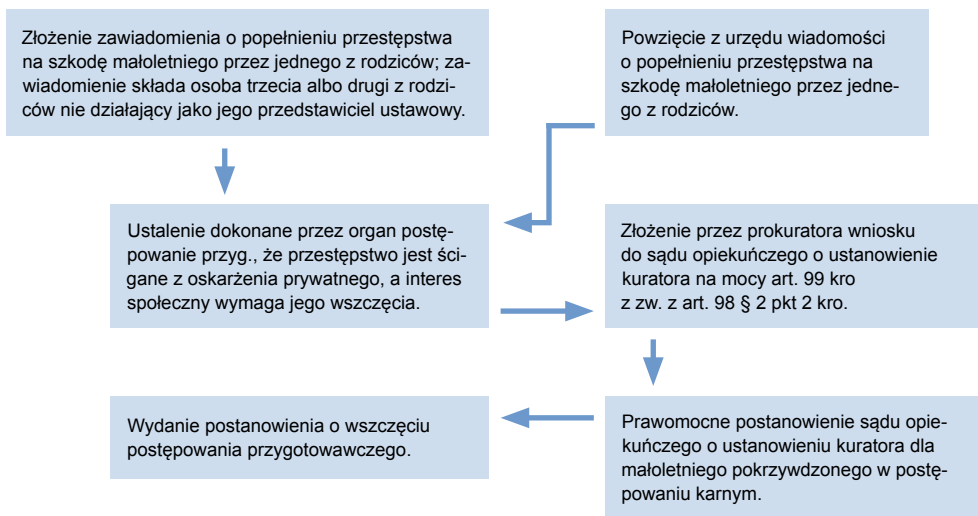 Złożenie zawiadomienia o popełnieniu przestępstwa
na szkodę małoletniego przez jednego z rodziców; za-
wiadomienie składa osoba trzecia albo drugi z rodzi-
ców nie działający jako jego przedstawiciel ustawowy.
Powzięcie z urzędu wiadomości
o popełnieniu przestępstwa na
szkodę małoletniego przez jedne-
go z rodziców.
Ustalenie dokonane przez organ postę-
powanie przyg., że przestępstwo jest ści-
gane z oskarżenia prywatnego, a interes
społeczny wymaga jego wszczęcia.
Złożenie przez prokuratora wniosku
do sądu opiekuńczego o ustanowienie
kuratora na mocy art. 99 kro
z zw. z art. 98 § 2 pkt 2 kro.
Prawomocne postanowienie sądu opie-
kuńczego o ustanowieniu kuratora dla
małoletniego pokrzywdzonego w postę-
powaniu karnym.
Wydanie postanowienia o wszczęciu
postępowania przygotowawczego.